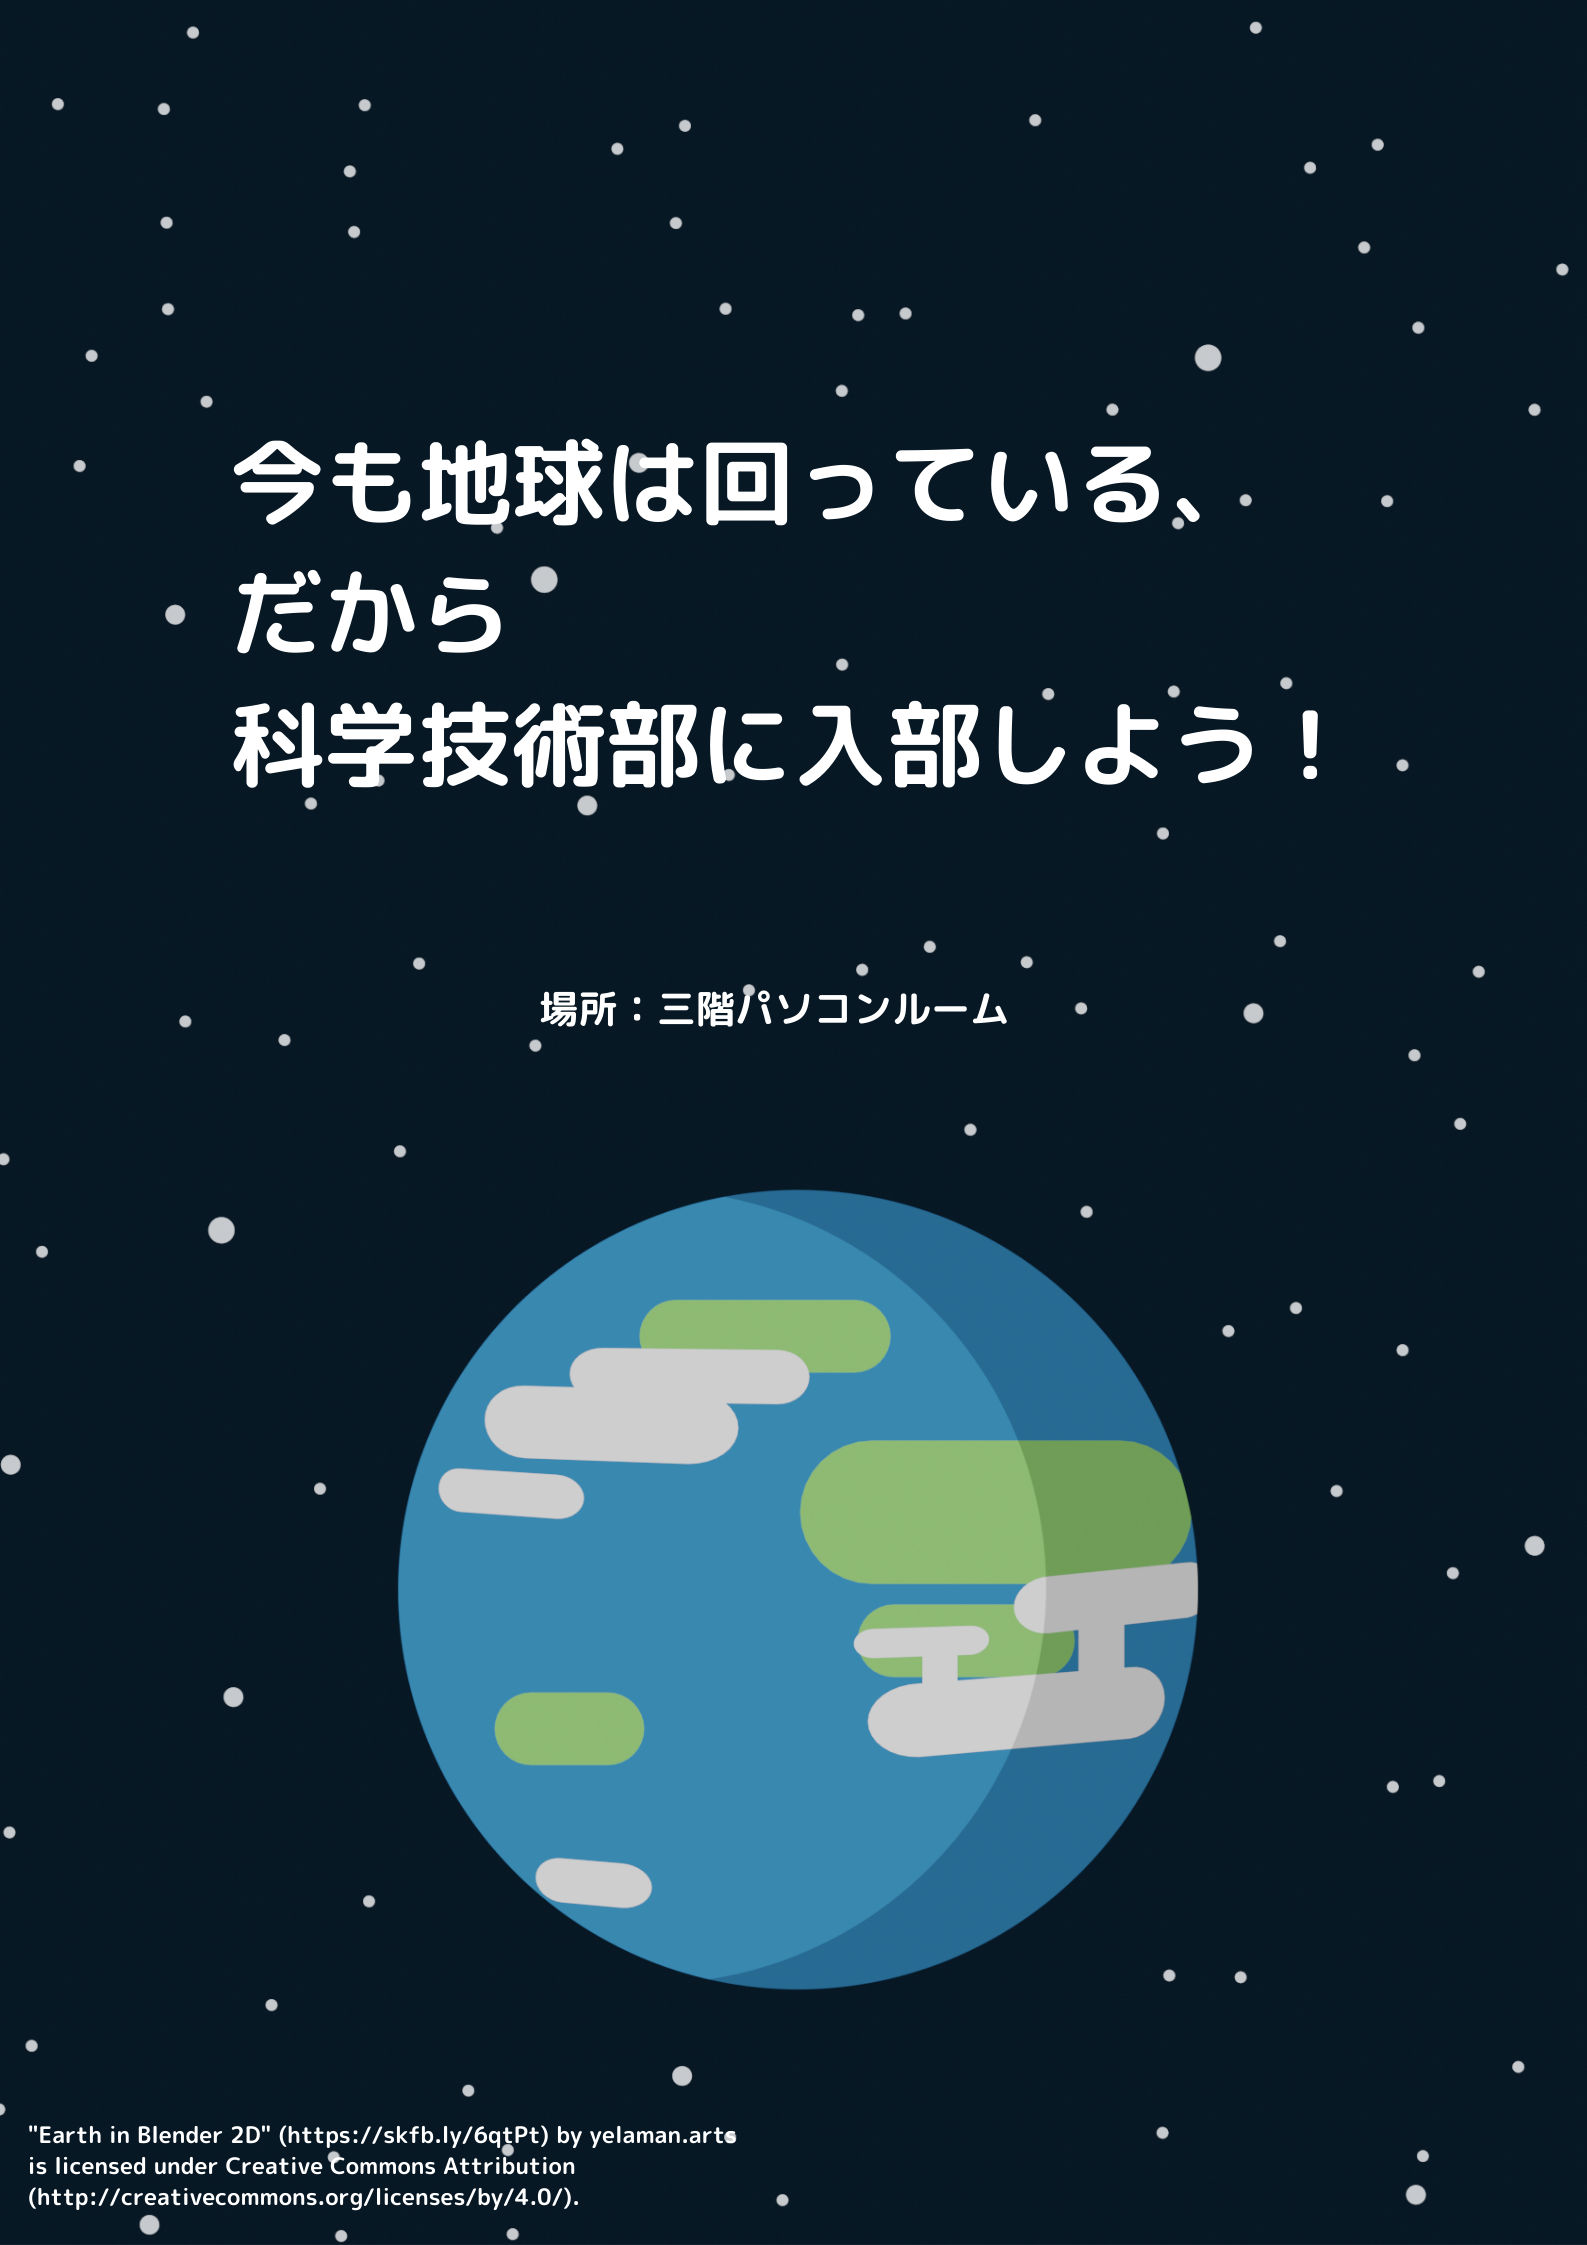 今も地球は回っている、
だから
科学技術部に入部しよう！
場所：三階パソコンルーム
"Earth in Blender 2D" (https://skfb.ly/6qtPt) by yelaman.arts
is licensed under Creative Commons Attribution
(http://creativecommons.org/licenses/by/4.0/).